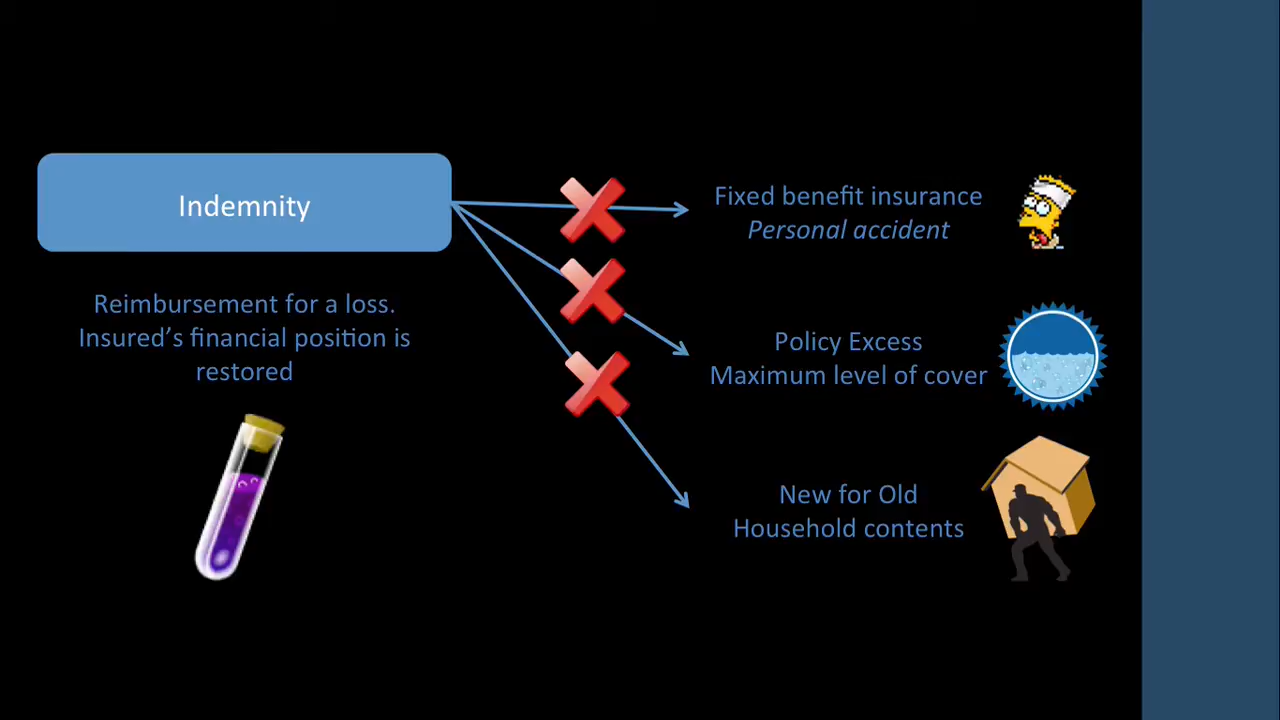 Indemnity
Reimbursement for a loss.
Insured's financial position is
restored
Fixed benefit insurance
Personal accident
Policy Excess
Maximum level of cover
New for Old
Household contents